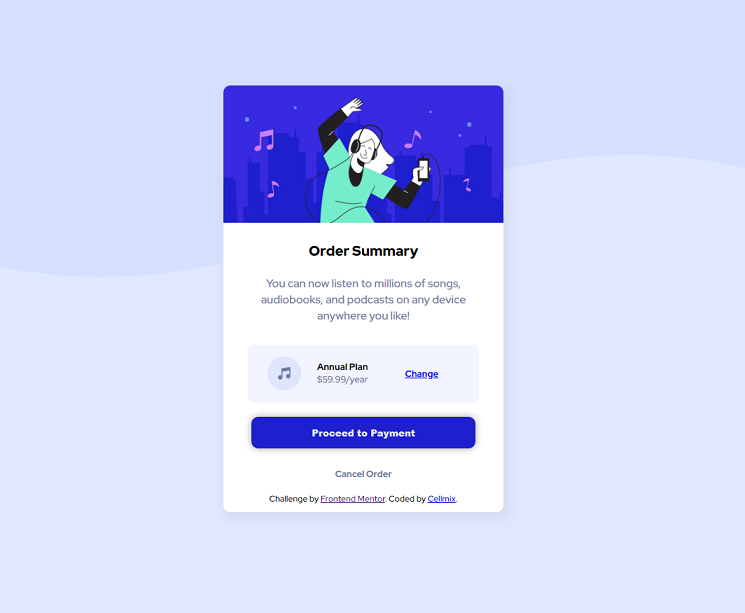 Order Summary
You can now listen to millions of songs,
audiobooks, and podcasts on any device
anywhere you like!
Annual Plan
$59.99/year
Change
Proceed to Payment
Cancel Order
Challenge by Frontend Mentor. Coded by Cellmix.